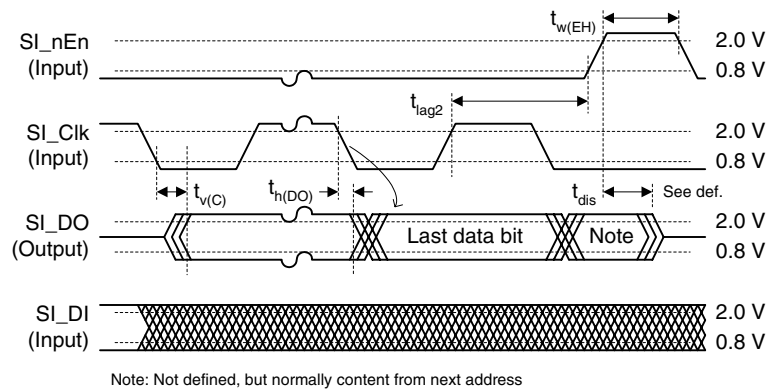 t_w(EH)
SI_nEn
(Input)
2.0 V
0.8 V
t_lag2
SI_Clk
(Input)
2.0 V
0.8 V
t_v(C)
t_h(DO)
t_dis
See def.
SI_DO
(Output)
Last data bit
Note
2.0 V
0.8 V
SI_DI
(Input)
2.0 V
0.8 V
Note: Not defined, but normally content from next address